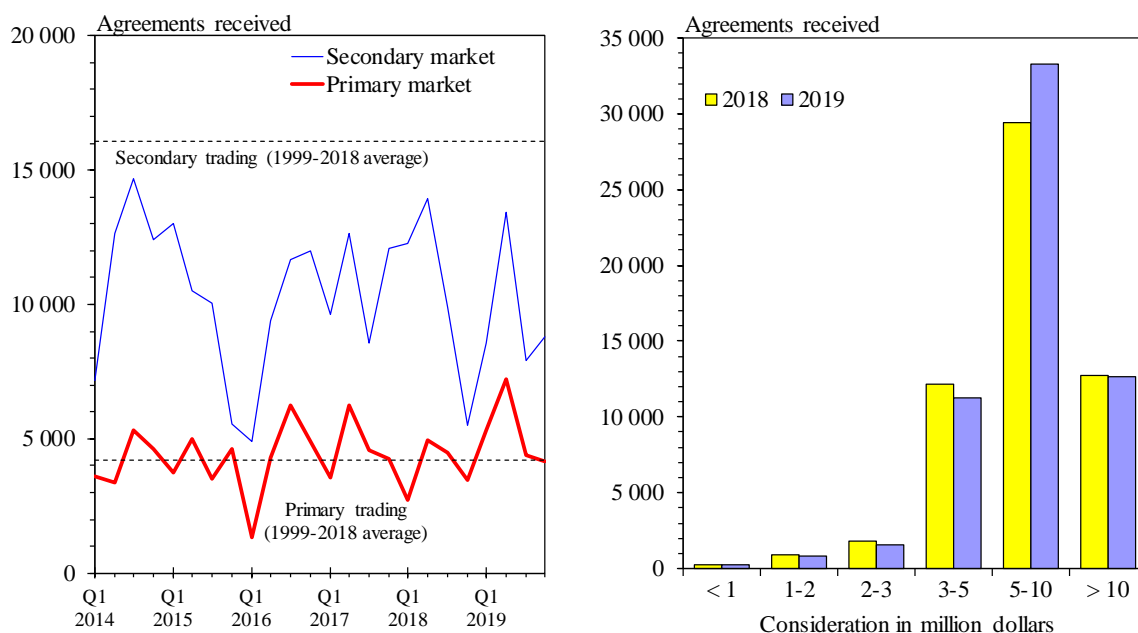 Agreements received
20 000
15 000
10 000
5 000
0
Secondary market
Primary market
Secondary trading (1999-2018 average)
Primary trading
(1999-2018 average)
Q1 Q1 Q1 Q1 Q1 Q1
2014 2015 2016 2017 2018 2019
Agreements received
35 000
30 000
25 000
20 000
15 000
10 000
5 000
0
2018 2019
< 1 1-2 2-3 3-5 5-10 > 10
Consideration in million dollars